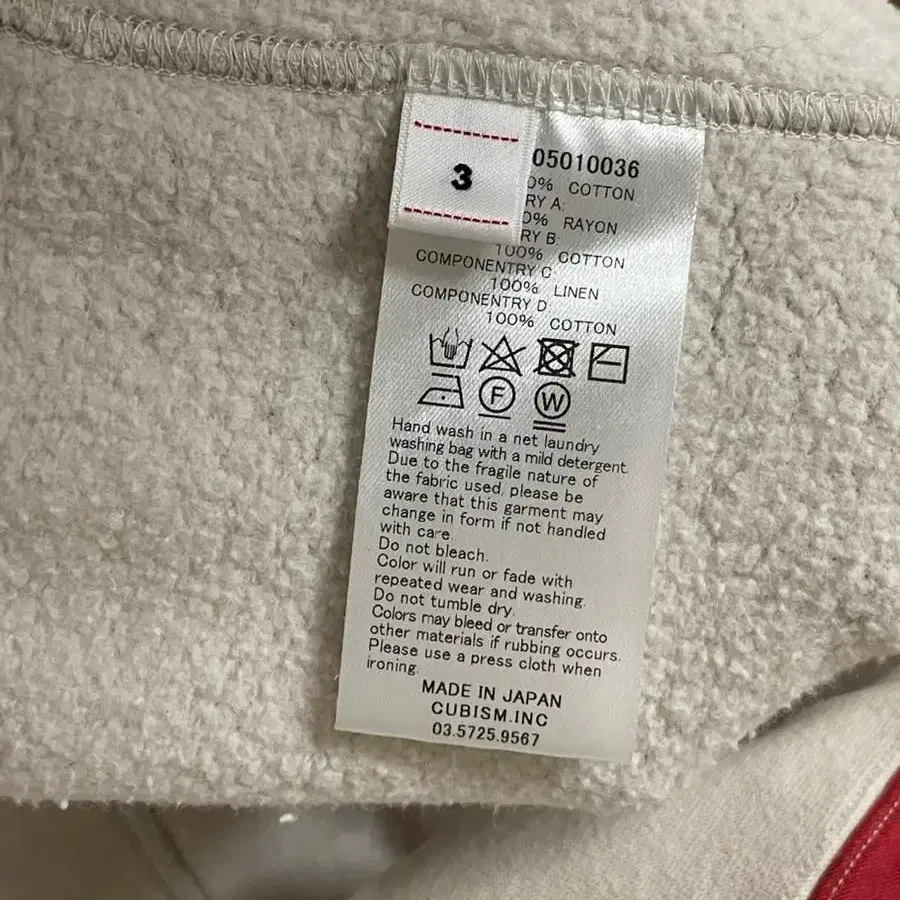 3
05010036
0% COTTON
RY A:
0% RAYON
RY B:
100% COTTON
COMPONENTRY C:
100% LINEN
COMPONENTRY D:
100% COTTON
F
W
Hand wash in a net laundry
washing bag with a mild detergent.
Due to the fragile nature of
the fabric used, please be
aware that this garment may
change in form if not handled
with care.
Do not bleach.
Color will run or fade with
repeated wear and washing.
Do not tumble dry.
Colors may bleed or transfer onto
other materials if rubbing occurs.
Please use a press cloth when
ironing.
MADE IN JAPAN
CUBISM.INC
03.5725.9567